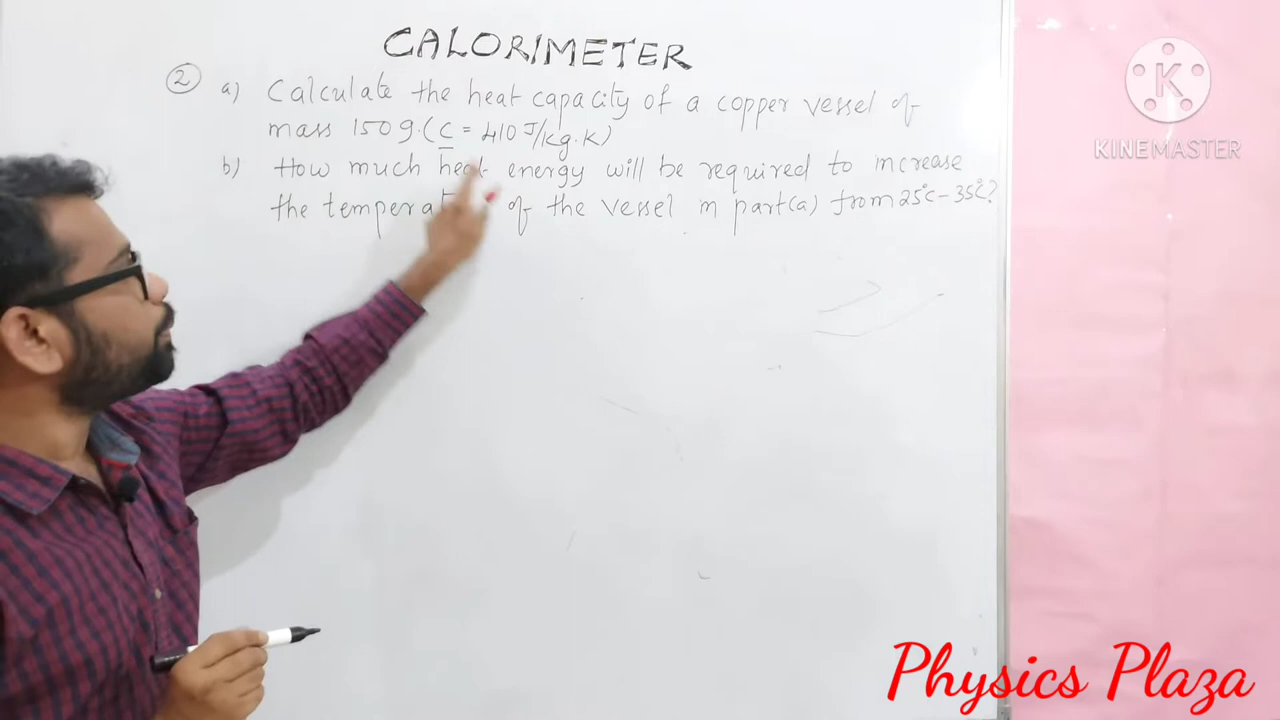 CALORIMETER
2 a) Calculate the heat capacity of a copper vessel of
mass 150g. (C = 410 J/kg.K)
b) How much heat energy will be required to increase
the temperat of the vessel in part(a) from 25°C - 35°C?
K
KINEMASTER
Physics Plaza